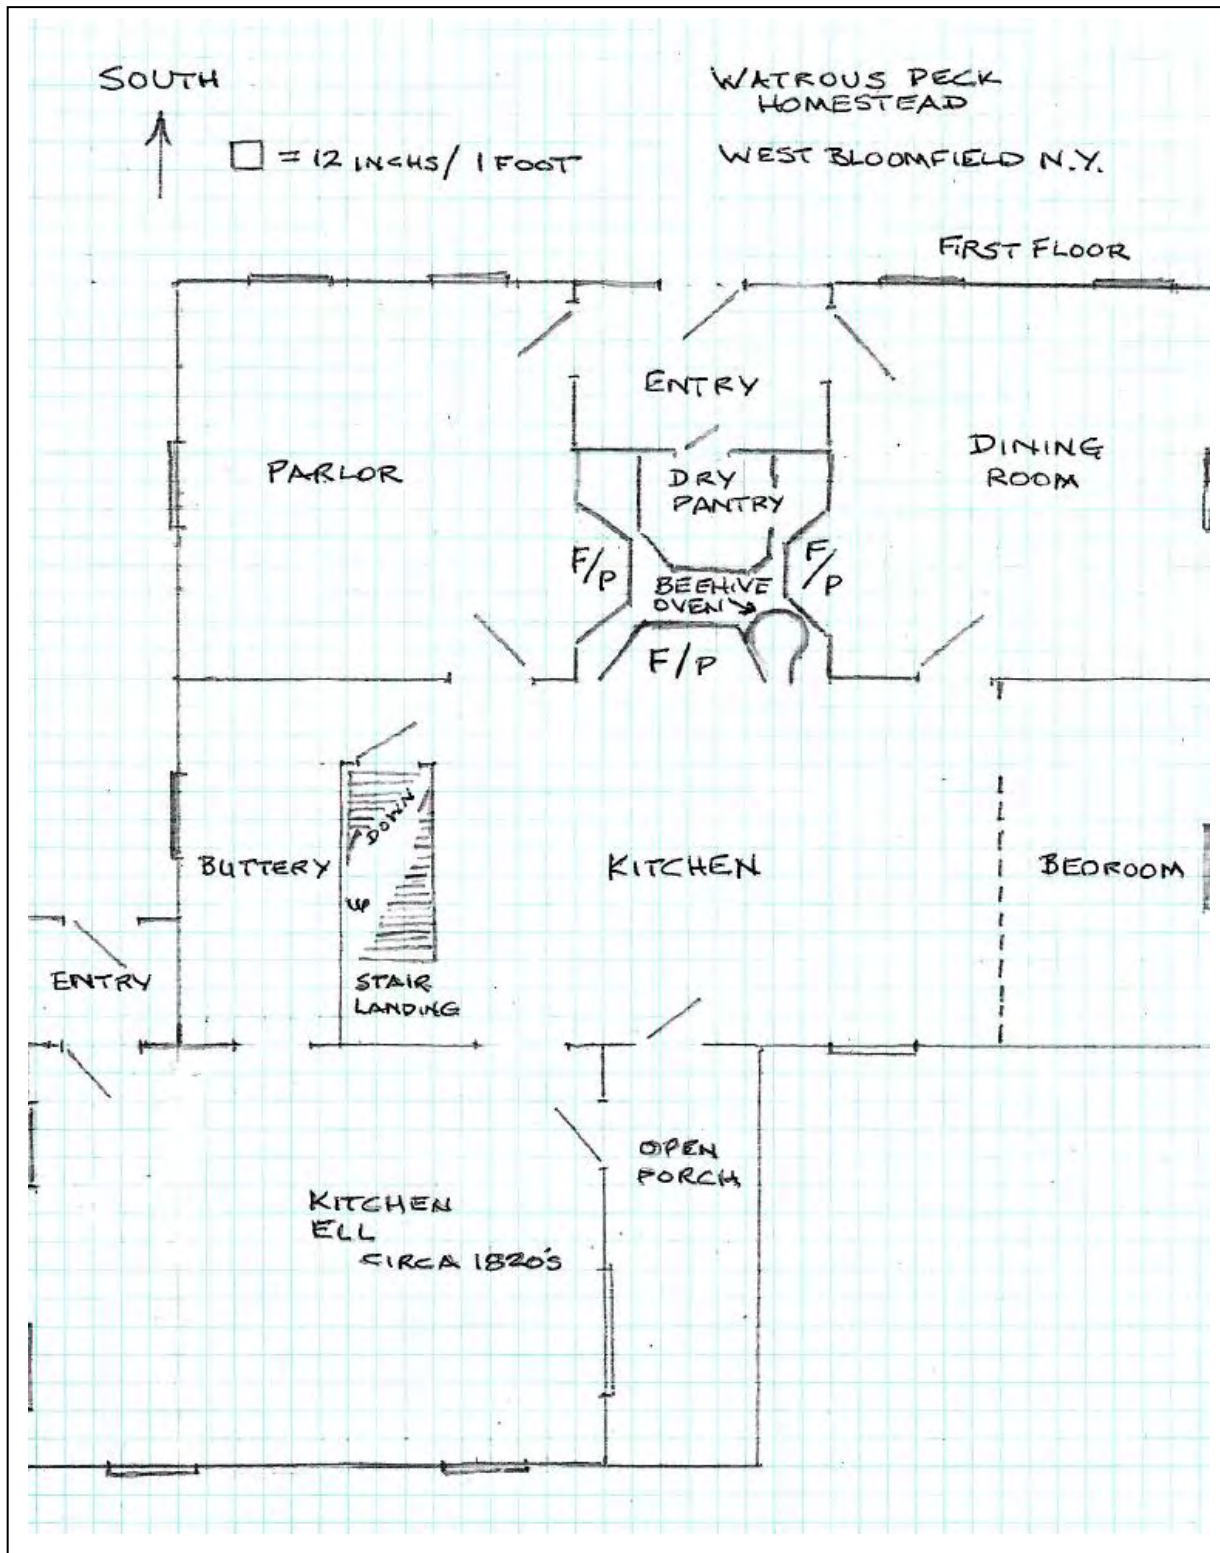 SOUTH
WATROUS PECK
HOMESTEAD
= 12 INCHS / 1 FOOT
WEST BLOOMFIELD N.Y.
FIRST FLOOR
ENTRY
PARLOR
DRY
PANTRY
DINING
ROOM
F/P
F/P
BEEHIVE
OVEN
F/P
DOWN
BUTTERY
KITCHEN
BEDROOM
ENTRY
STAIR
LANDING
OPEN
PORCH
KITCHEN
ELL
CIRCA 1820'S